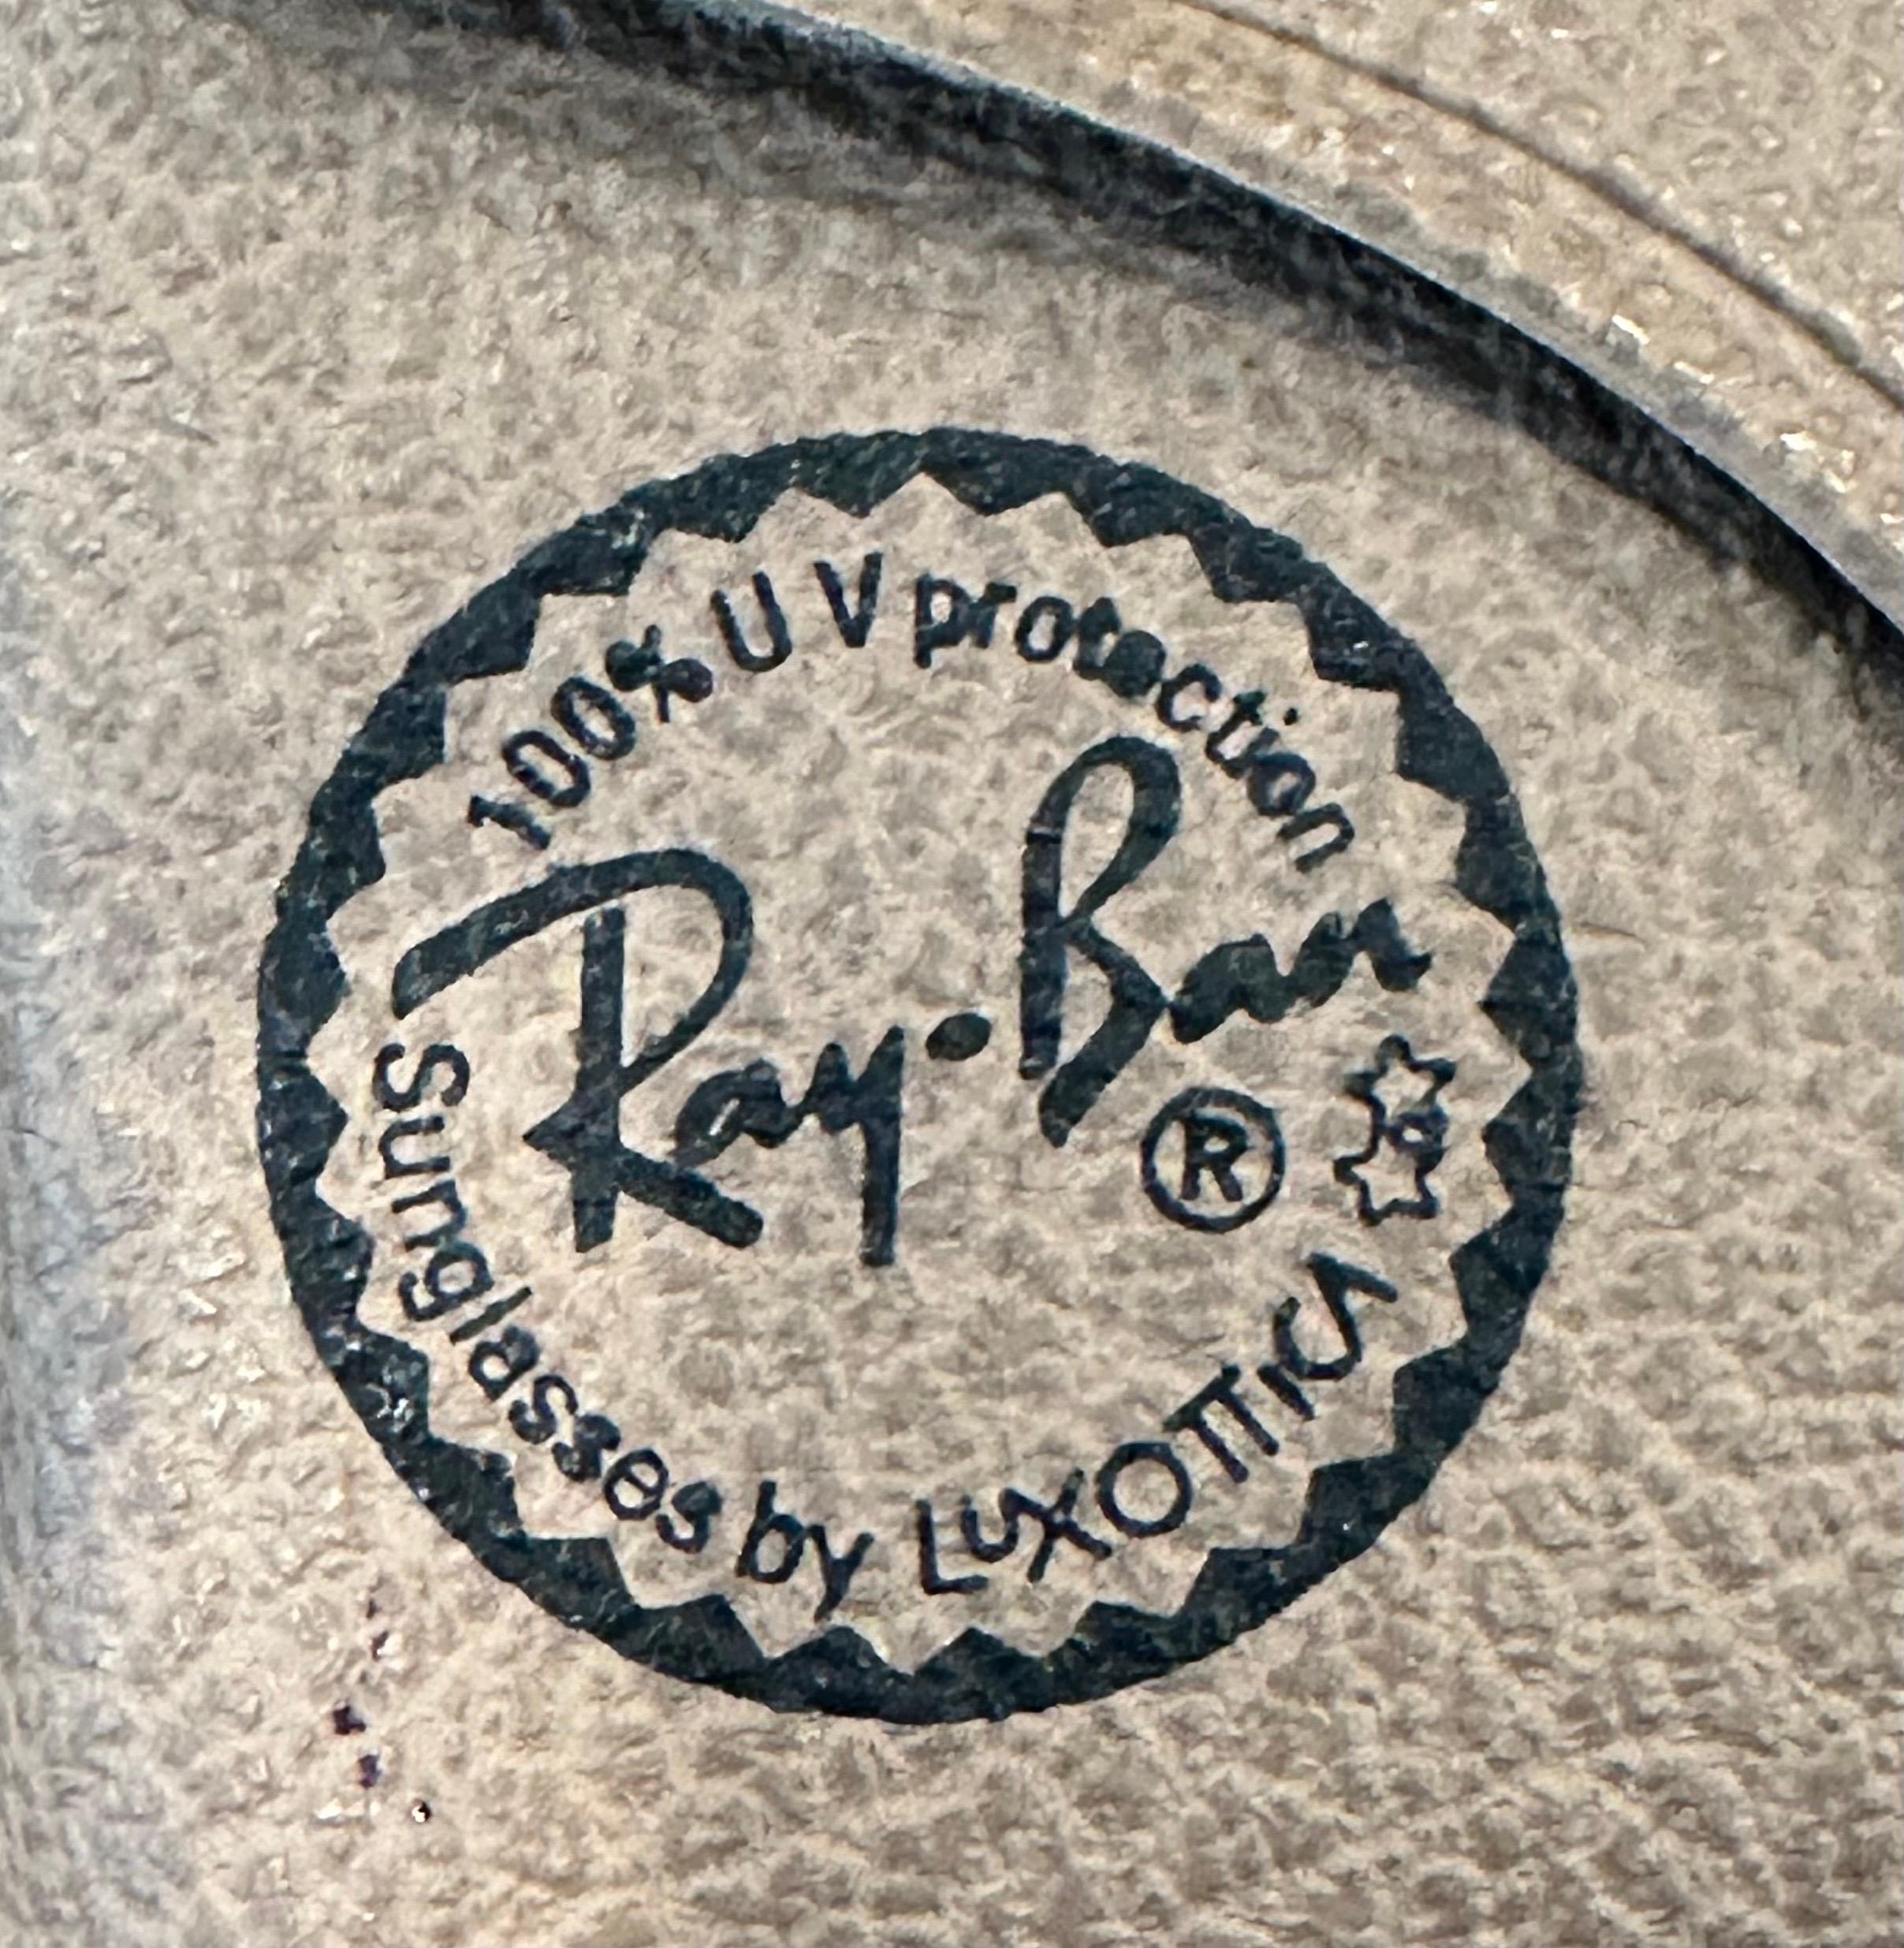 100% UV protection
Ray-Ban
®
Sunglasses by LUXOTTICA